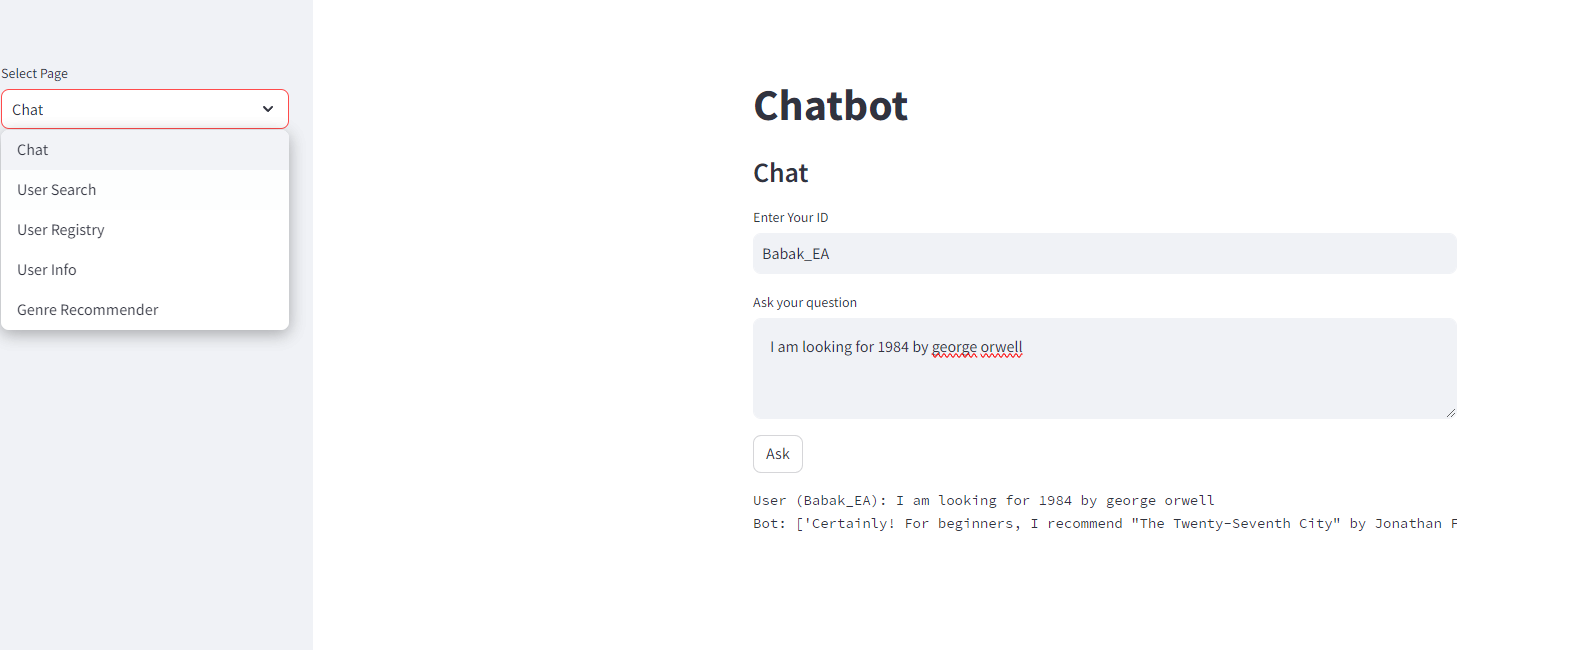 Select Page
Chat
Chat
User Search
User Registry
User Info
Genre Recommender
Chatbot
Chat
Enter Your ID
Babak_EA
Ask your question
I am looking for 1984 by george orwell
Ask
User (Babak_EA): I am looking for 1984 by george orwell
Bot: ['Certainly! For beginners, I recommend "The Twenty-Seventh City" by Jonathan F